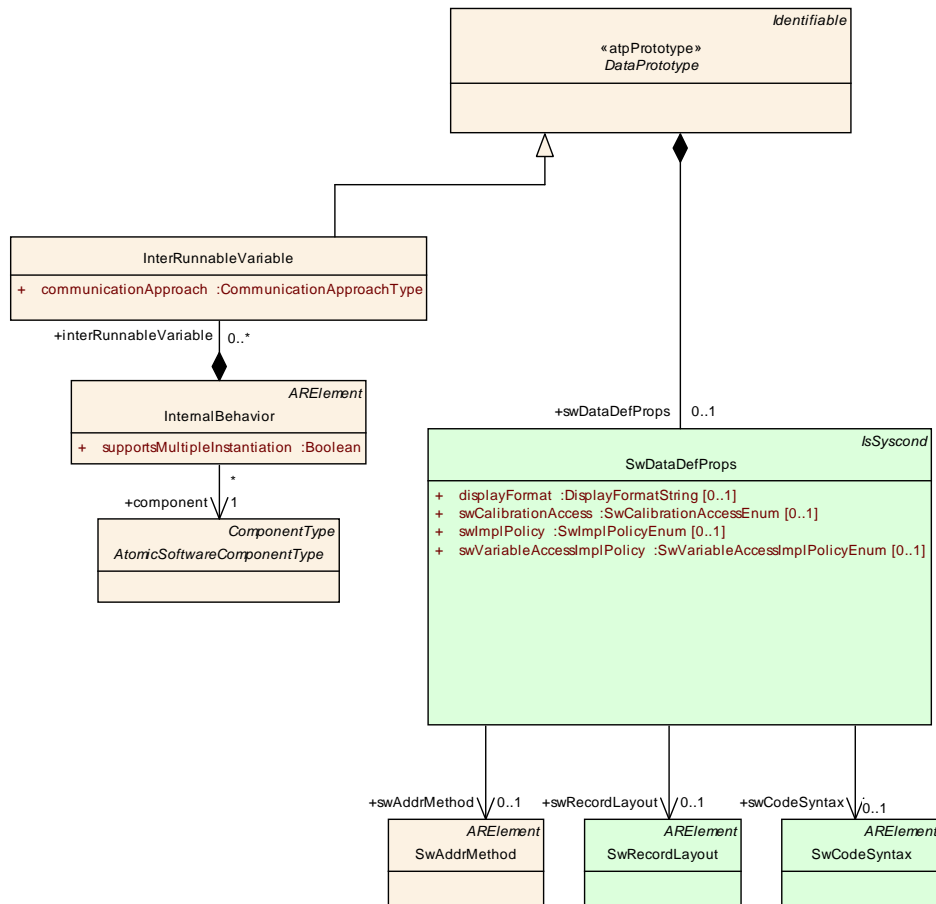 Identifiable
«atpPrototype»
DataPrototype
InterRunnableVariable
+ communicationApproach :CommunicationApproachType
+interRunnableVariable 0..*
ARElement
InternalBehavior
+ supportsMultipleInstantiation :Boolean
*
+component 1
ComponentType
AtomicSoftwareComponentType
+swDataDefProps 0..1
IsSyscond
SwDataDefProps
+ displayFormat :DisplayFormatString [0..1]
+ swCalibrationAccess :SwCalibrationAccessEnum [0..1]
+ swImplPolicy :SwImplPolicyEnum [0..1]
+ swVariableAccessImplPolicy :SwVariableAccessImplPolicyEnum [0..1]
+swAddrMethod 0..1 +swRecordLayout 0..1 +swCodeSyntax 0..1
ARElement ARElement ARElement
SwAddrMethod SwRecordLayout SwCodeSyntax